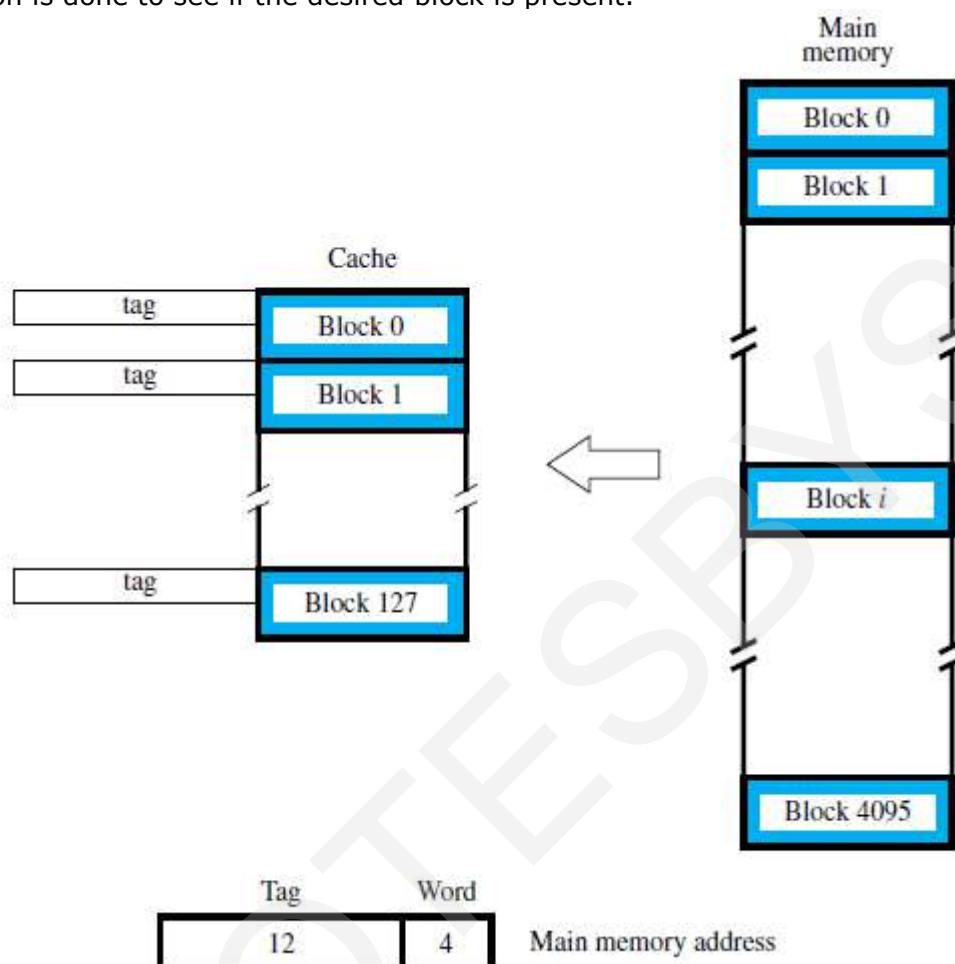 on is done to see if the desired block is present.
Main
memory
Block 0
Block 1
Cache
tag
Block 0
tag
Block 1
Block i
tag
Block 127
Block 4095
Tag
Word
12
4
Main memory address
OTESBYS